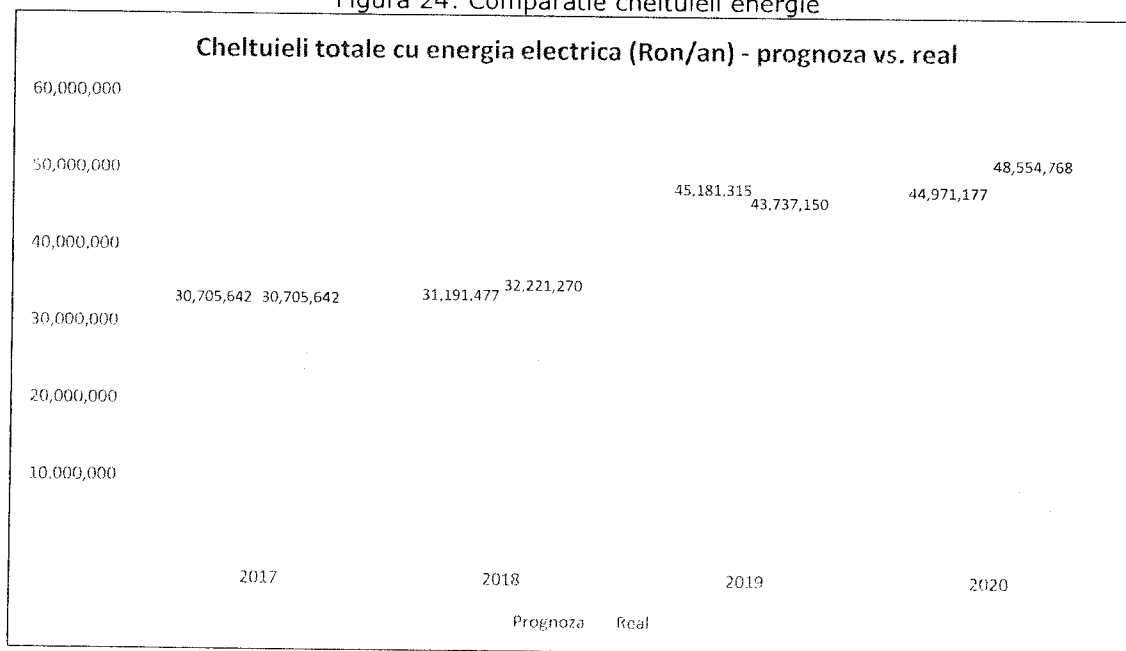 Figura 24. Comparatie cheltuieli energie
Cheltuieli totale cu energia electrica (Ron/an) - prognoza vs. real
60,000,000
50,000,000
40,000,000
30,000,000
20,000,000
10.000,000
30,705,642 30,705,642
31,191,477 32,221,270
45,181,315 43,737,150
44,971,177 48,554,768
2017 2018 2019 2020
Prognoza Real